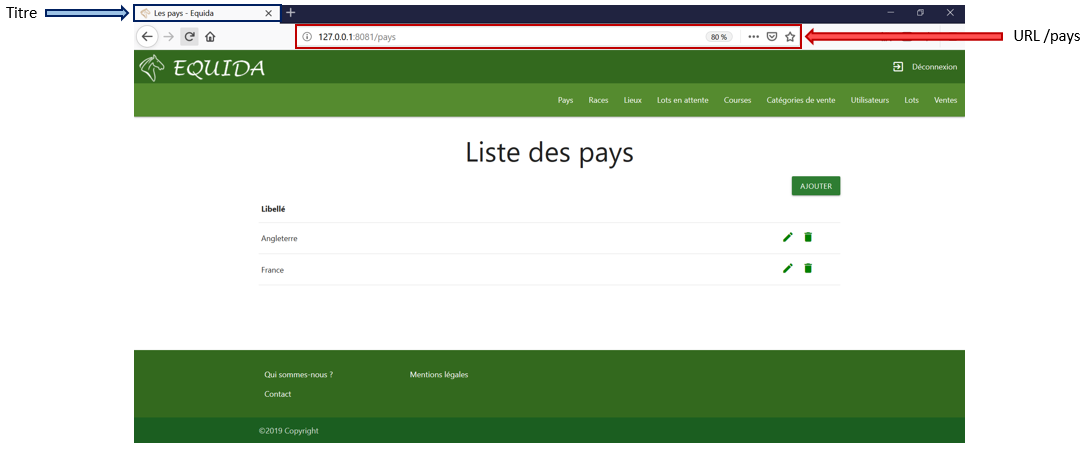 Titre
Les pays - Equida
127.0.0.1:8081/pays
80 %
URL /pays
EQUIDA
Déconnexion
Pays Races Lieux Lots en attente Courses Catégories de vente Utilisateurs Lots Ventes
Liste des pays
AJOUTER
Libellé
Angleterre
France
Qui sommes-nous ? Mentions légales
Contact
©2019 Copyright